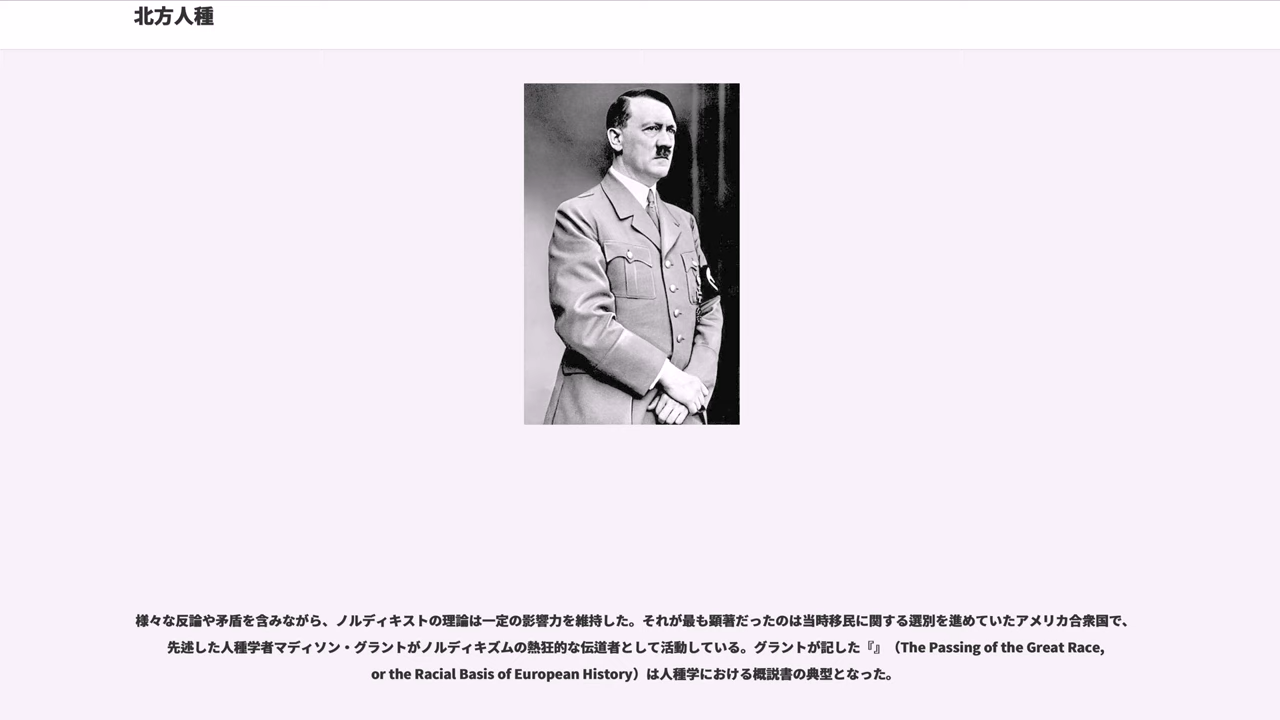 北方人種
様々な反論や矛盾を含みながら、ノルディキストの理論は一定の影響力を維持した。それが最も顕著だったのは当時移民に関する選別を進めていたアメリカ合衆国で、
先述した人種学者マディソン・グラントがノルディキズムの熱狂的な伝道者として活動している。グラントが記した『』（The Passing of the Great Race,
or the Racial Basis of European History）は人種学における概説書の典型となった。